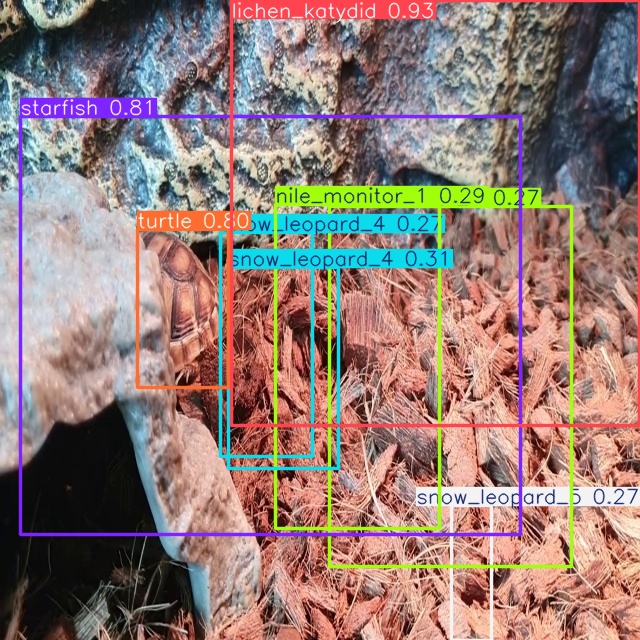 lichen_katydid 0.93
starfish 0.81
nile_monitor_1 0.29 0.27
turtle 0.80 ow_leopard_4 0.27
snow_leopard_4 0.31
snow_leopard_5 0.27